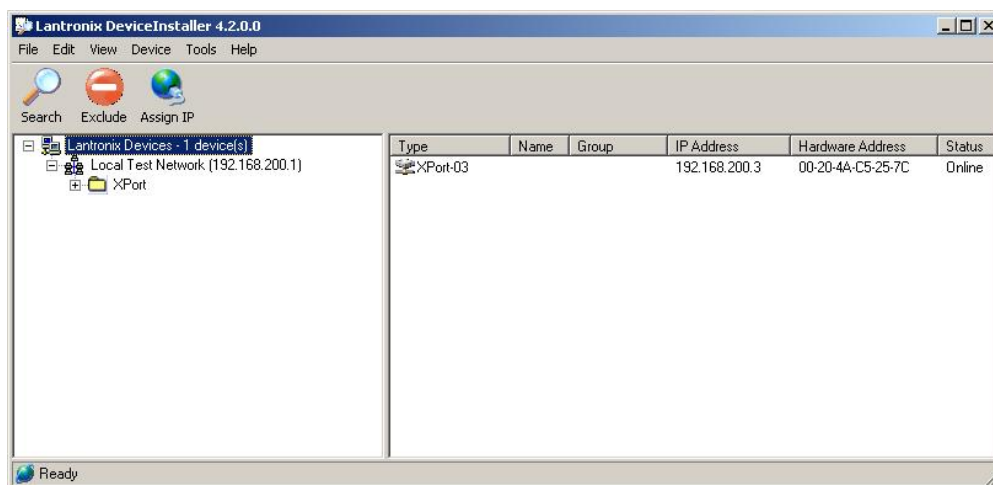 Lantronix DeviceInstaller 4.2.0.0
File Edit View Device Tools Help
Search Exclude Assign IP
Lantronix Devices - 1 device(s)
Local Test Network (192.168.200.1)
XPort
Type Name Group IP Address Hardware Address Status
XPort-03 192.168.200.3 00-20-4A-C5-25-7C Online
Ready